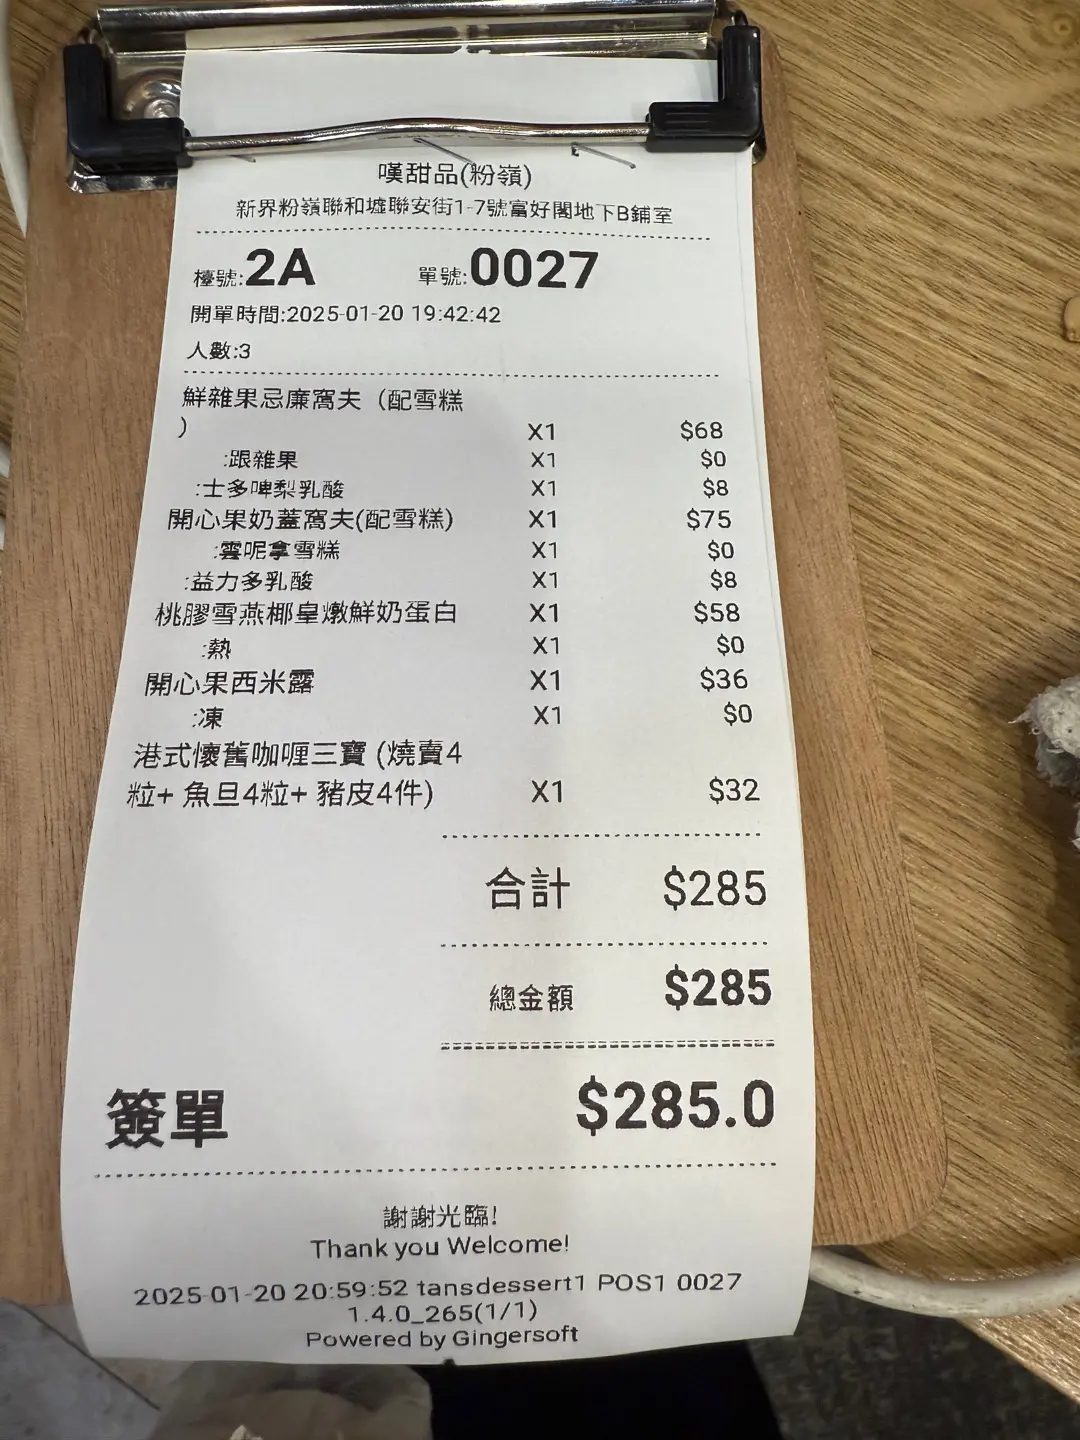 嘆甜品(粉嶺)
新界粉嶺聯和墟聯安街1-7號富好閣地下B鋪室
檯號:2A 單號:0027
開單時間:2025-01-20 19:42:42
人數:3
鮮雜果忌廉窩夫（配雪糕
） X1 $68
:跟雜果 X1 $0
:士多啤梨乳酸 X1 $8
開心果奶蓋窩夫(配雪糕) X1 $75
:雲呢拿雪糕 X1 $0
:益力多乳酸 X1 $8
桃膠雪燕椰皇燉鮮奶蛋白 X1 $58
:熱 X1 $0
開心果西米露 X1 $36
:凍 X1 $0
港式懷舊咖喱三寶 (燒賣4
粒+ 魚旦4粒+ 豬皮4件) X1 $32
合計 $285
總金額 $285
簽單 $285.0
謝謝光臨!
Thank you Welcome!
2025-01-20 20:59:52 tansdessert1 POS1 0027
1.4.0_265(1/1)
Powered by Gingersoft